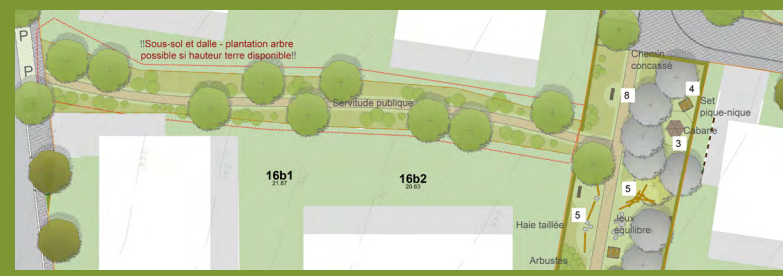 P
P
!!Sous-sol et dalle - plantation arbre
possible si hauteur terre disponible!!
Servitude publique
16b1
21.87
16b2
20.63
Chemin
concassé
8
4
Set
pique-nique
Cabane
3
5
5
Jeux
équilibre
Haie taillée
Arbustes